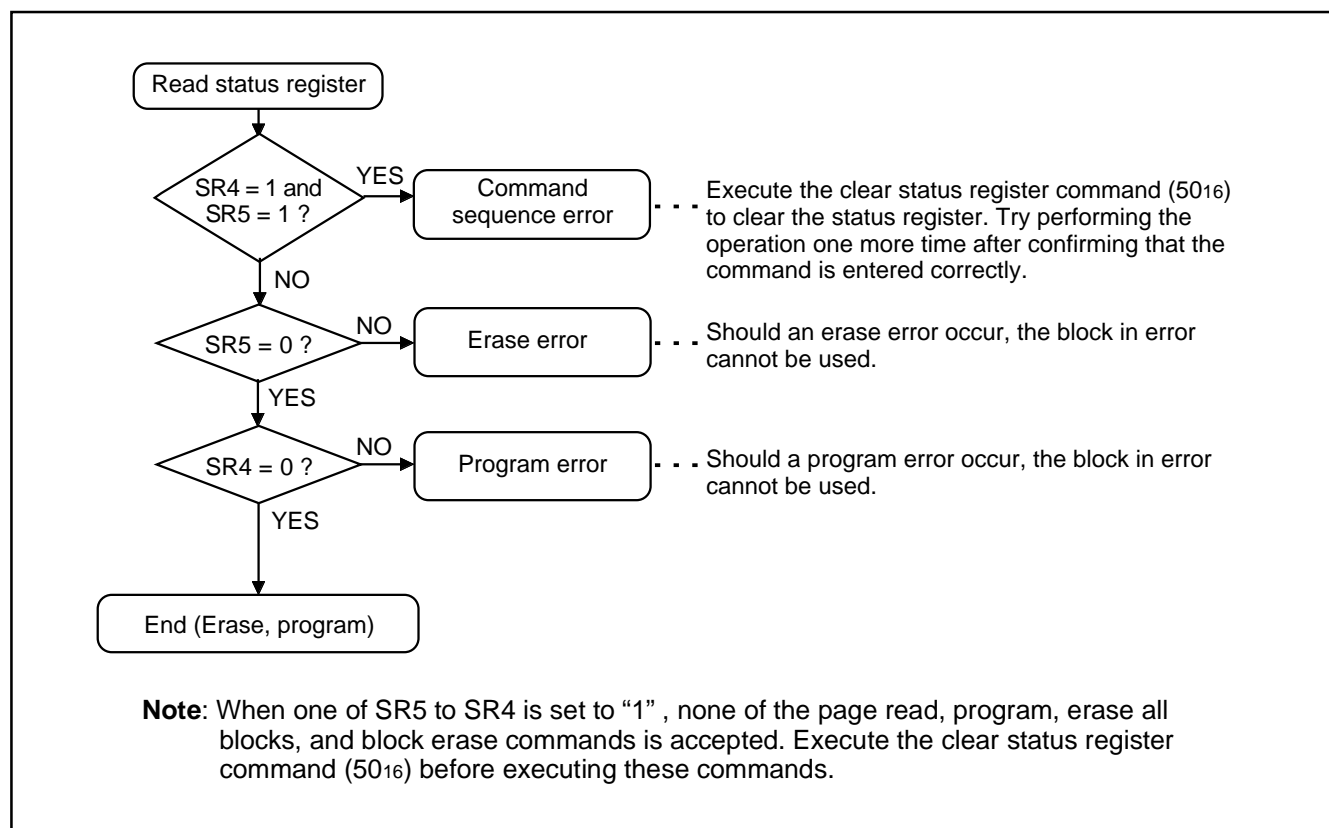 Read status register
SR4 = 1 and
SR5 = 1 ?
YES
Command
sequence error
Execute the clear status register command (5016)
to clear the status register. Try performing the
operation one more time after confirming that the
command is entered correctly.
NO
SR5 = 0 ?
NO
Erase error
Should an erase error occur, the block in error
cannot be used.
YES
SR4 = 0 ?
NO
Program error
Should a program error occur, the block in error
cannot be used.
YES
End (Erase, program)
Note: When one of SR5 to SR4 is set to “1” , none of the page read, program, erase all
blocks, and block erase commands is accepted. Execute the clear status register
command (5016) before executing these commands.